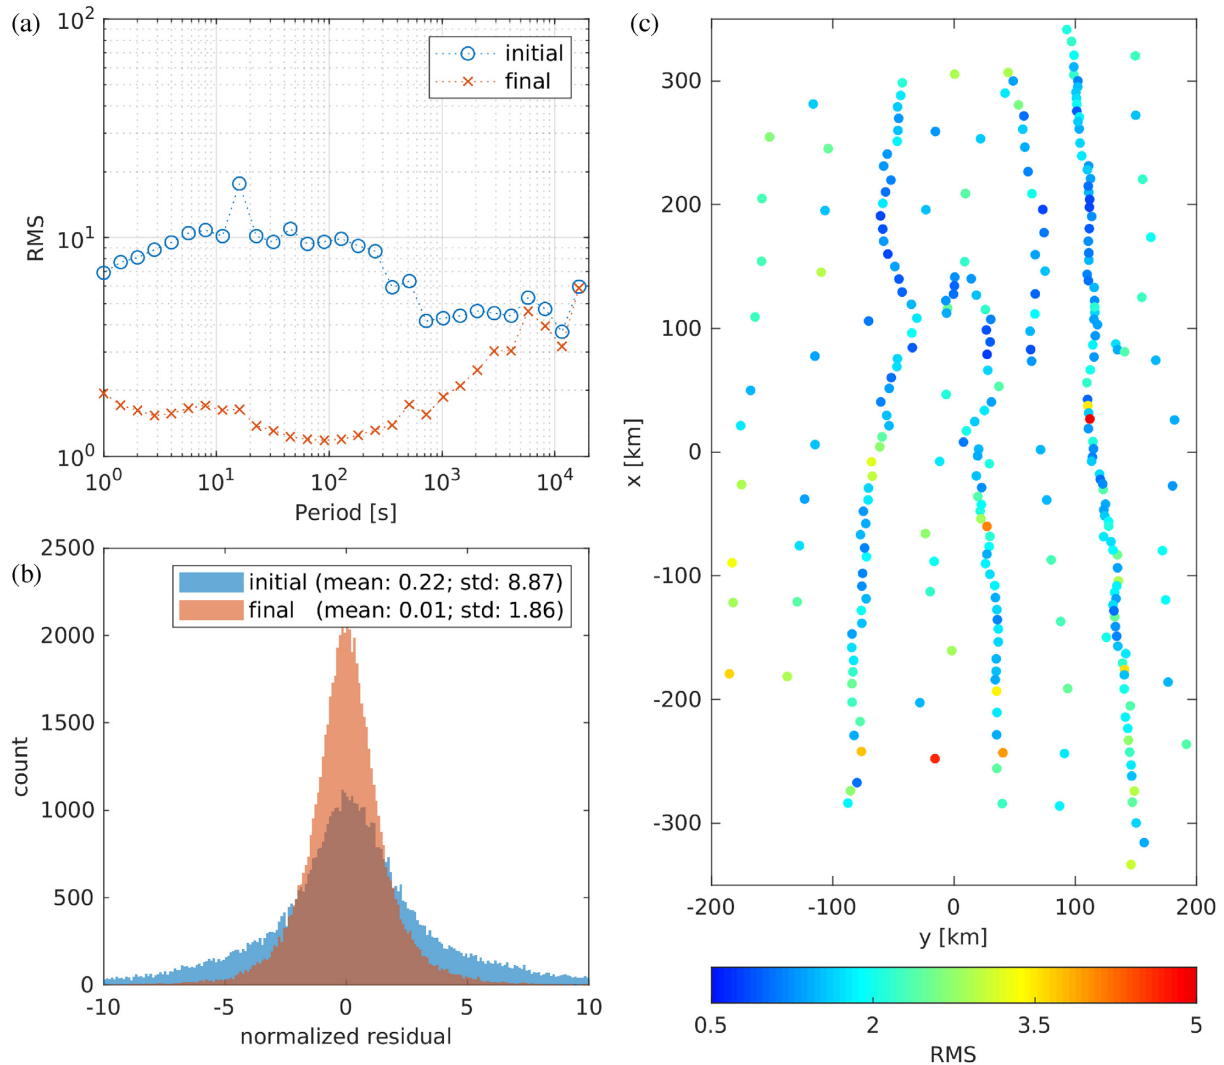 (a)
10²
10¹
10⁰
RMS
initial
final
10⁰ 10¹ 10² 10³ 10⁴
Period [s]
(b)
2500
2000
1500
1000
500
0
count
initial (mean: 0.22; std: 8.87)
final (mean: 0.01; std: 1.86)
-10 -5 0 5 10
normalized residual
(c)
300
200
100
0
-100
-200
-300
x [km]
-200 -100 0 100 200
y [km]
0.5 2 3.5 5
RMS